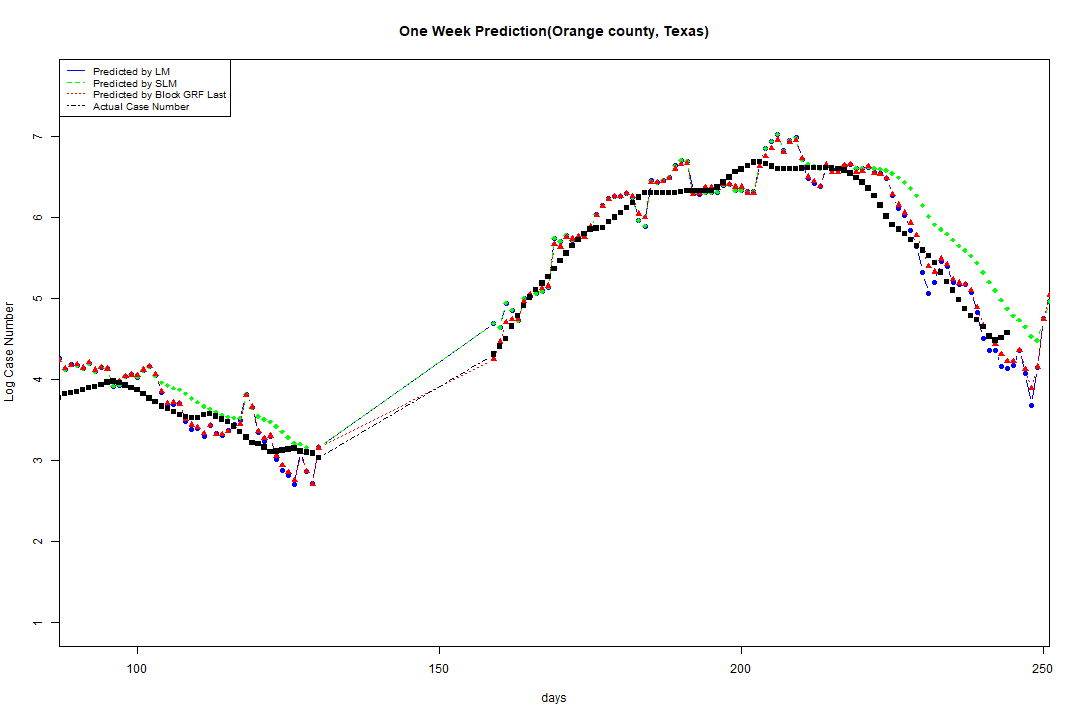 One Week Prediction(Orange county, Texas)
Predicted by LM
Predicted by SLM
Predicted by Block GRF Last
Actual Case Number
7
6
5
4
3
2
1
Log Case Number
100 150 200 250
days